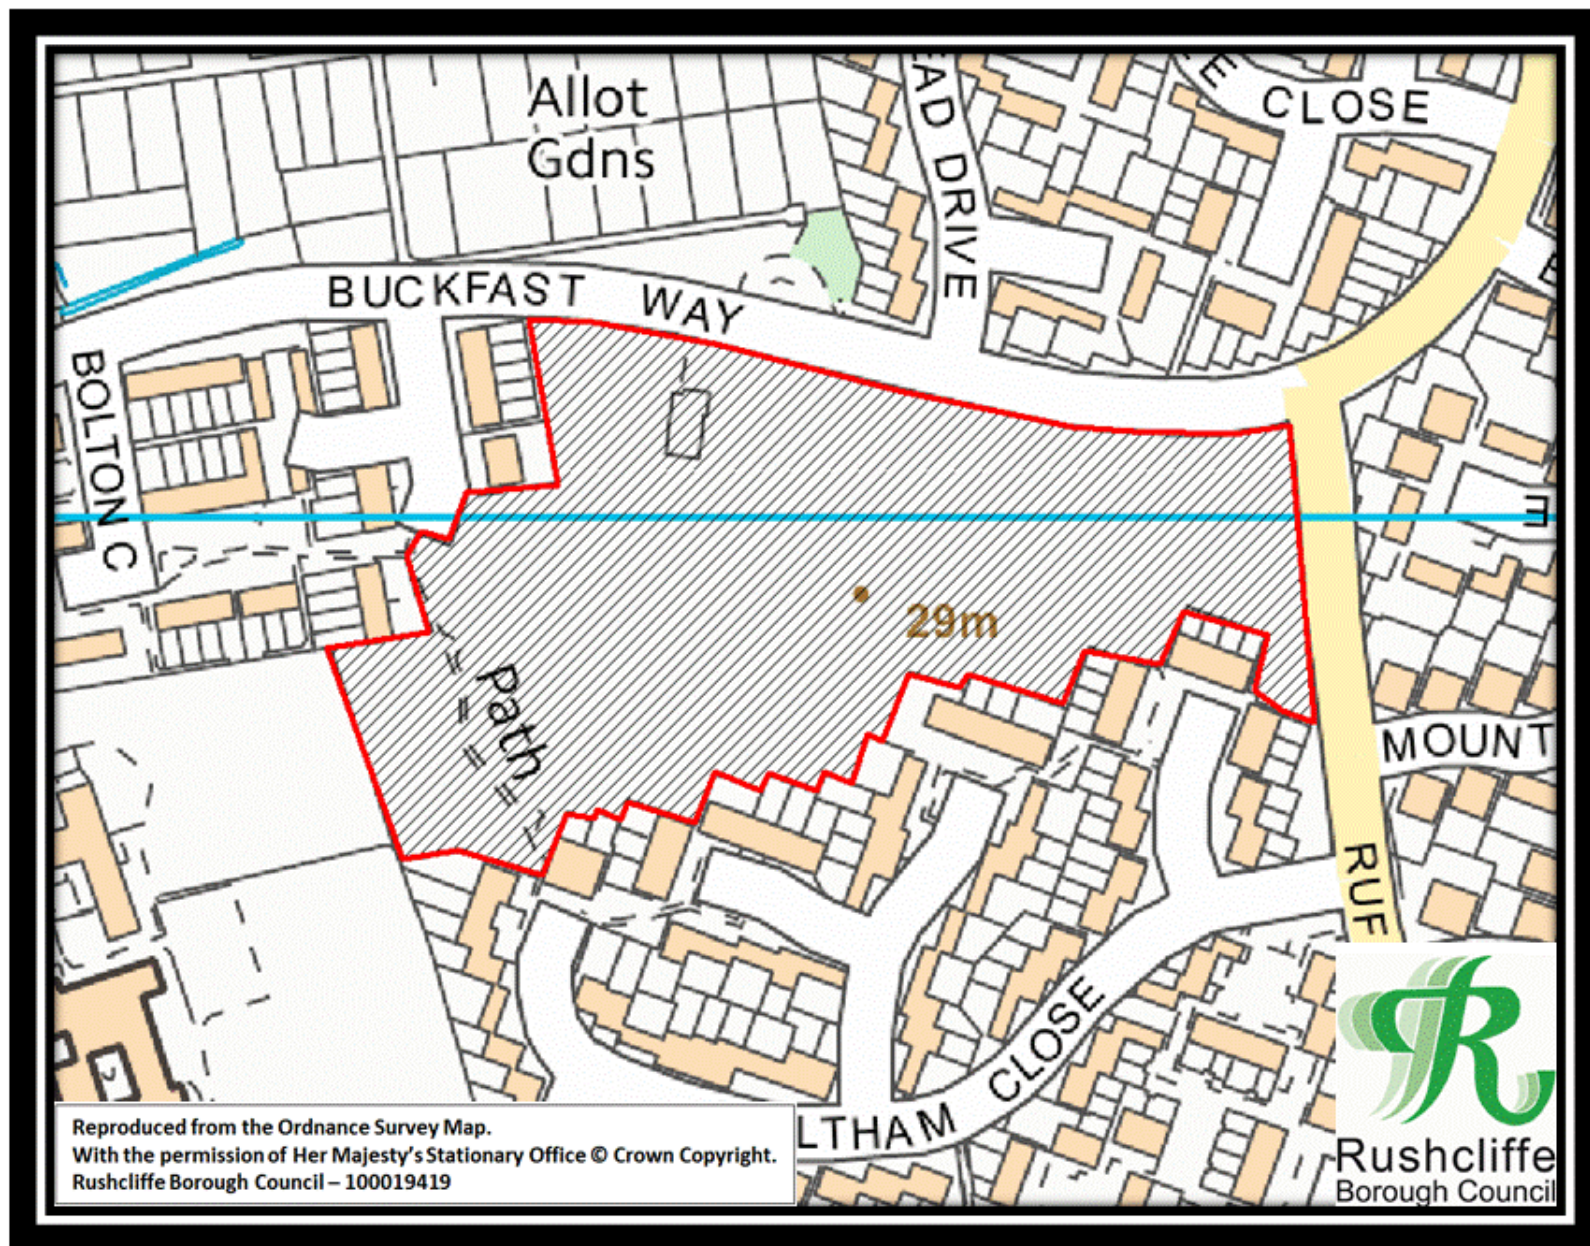 Allot
Gdns
EAD DRIVE
E CLOSE
BUCKFAST WAY
BOLTON C
E
29m
Path
MOUNT
RUF
CLOSE
LTHAM
Reproduced from the Ordnance Survey Map.
With the permission of Her Majesty's Stationary Office © Crown Copyright.
Rushcliffe Borough Council – 100019419
R
Rushcliffe
Borough Council